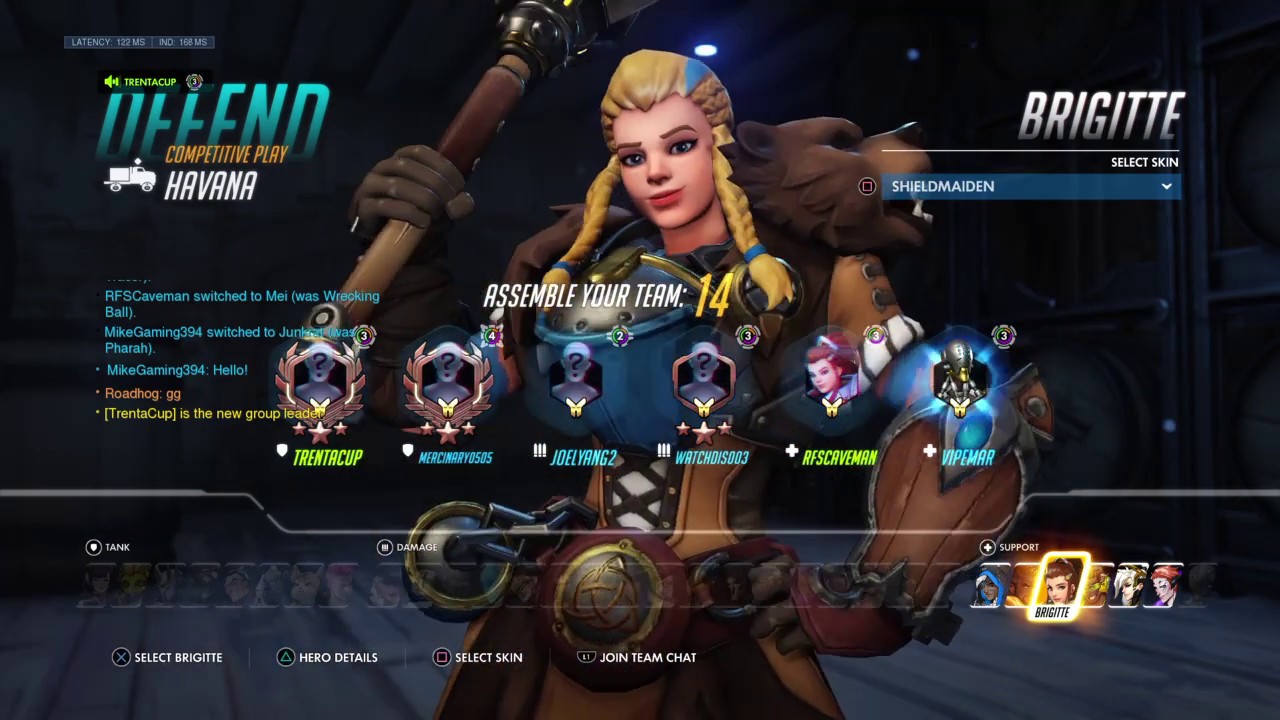 LATENCY: 122 MS IND: 168 MS
TRENTACUP 3
DEFEND
COMPETITIVE PLAY
HAVANA
BRIGITTE
SELECT SKIN
SHIELDMAIDEN
RFSCaveman switched to Mei (was Wrecking
Ball).
MikeGaming394 switched to Junkrat (was
Pharah).
MikeGaming394: Hello!
Roadhog: gg
[TrentaCup] is the new group leader
ASSEMBLE YOUR TEAM: 14
3 4 2 3 3 3
TRENTACUP MERCINARY0505 JOELYANG2 WATCHDIS003 RFSCAVEMAN VIPEMAR
TANK DAMAGE SUPPORT
BRIGITTE
SELECT BRIGITTE HERO DETAILS SELECT SKIN L1 JOIN TEAM CHAT